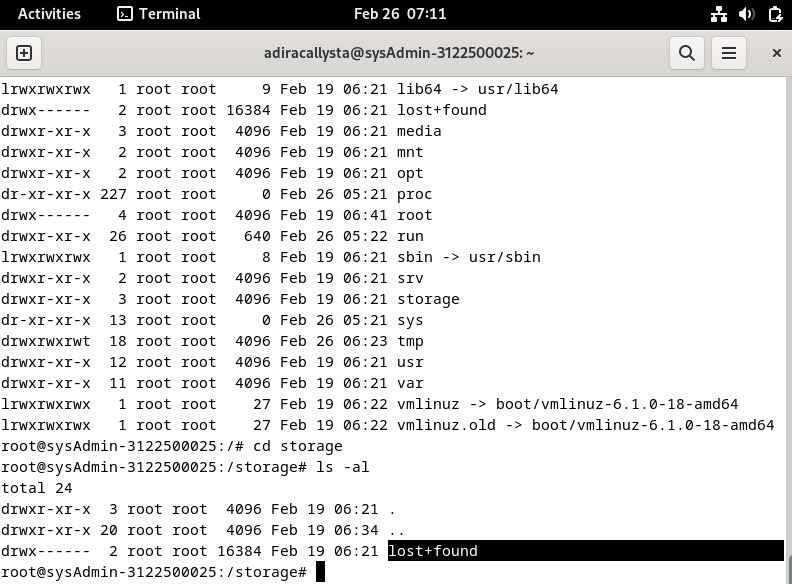 Activities Terminal Feb 26 07:11
adiracallysta@sysAdmin-3122500025: ~
lrwxrwxrwx   1 root root     9 Feb 19 06:21 lib64 -> usr/lib64
drwx------   2 root root 16384 Feb 19 06:21 lost+found
drwxr-xr-x   3 root root  4096 Feb 19 06:21 media
drwxr-xr-x   2 root root  4096 Feb 19 06:21 mnt
drwxr-xr-x   2 root root  4096 Feb 19 06:21 opt
dr-xr-xr-x 227 root root     0 Feb 26 05:21 proc
drwx------   4 root root  4096 Feb 19 06:41 root
drwxr-xr-x  26 root root   640 Feb 26 05:22 run
lrwxrwxrwx   1 root root     8 Feb 19 06:21 sbin -> usr/sbin
drwxr-xr-x   2 root root  4096 Feb 19 06:21 srv
drwxr-xr-x   3 root root  4096 Feb 19 06:21 storage
dr-xr-xr-x  13 root root     0 Feb 26 05:21 sys
drwxrwxrwt  18 root root  4096 Feb 26 06:23 tmp
drwxr-xr-x  12 root root  4096 Feb 19 06:21 usr
drwxr-xr-x  11 root root  4096 Feb 19 06:21 var
lrwxrwxrwx   1 root root    27 Feb 19 06:22 vmlinuz -> boot/vmlinuz-6.1.0-18-amd64
lrwxrwxrwx   1 root root    27 Feb 19 06:22 vmlinuz.old -> boot/vmlinuz-6.1.0-18-amd64
root@sysAdmin-3122500025:/# cd storage
root@sysAdmin-3122500025:/storage# ls -al
total 24
drwxr-xr-x  3 root root  4096 Feb 19 06:21 .
drwxr-xr-x 20 root root  4096 Feb 19 06:34 ..
drwx------  2 root root 16384 Feb 19 06:21 lost+found
root@sysAdmin-3122500025:/storage#